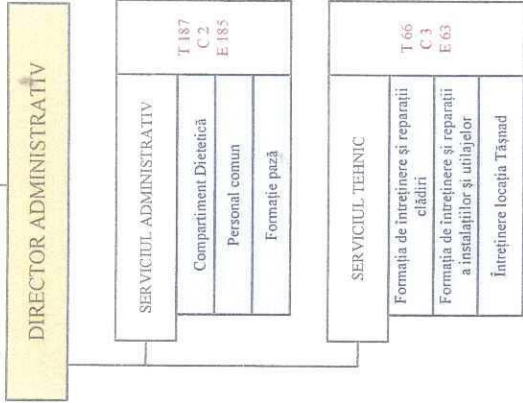 DIRECTOR ADMINISTRATIV
SERVICIUL ADMINISTRATIV
T 187
C 2
E 185
Compartiment Dietetică
Personal comun
Formație pază
SERVICIUL TEHNIC
T 66
C 3
E 63
Formația de întreținere și reparații
clădiri
Formația de întreținere și reparații
a instalațiilor și utilajelor
Întreținere locația Tășnad